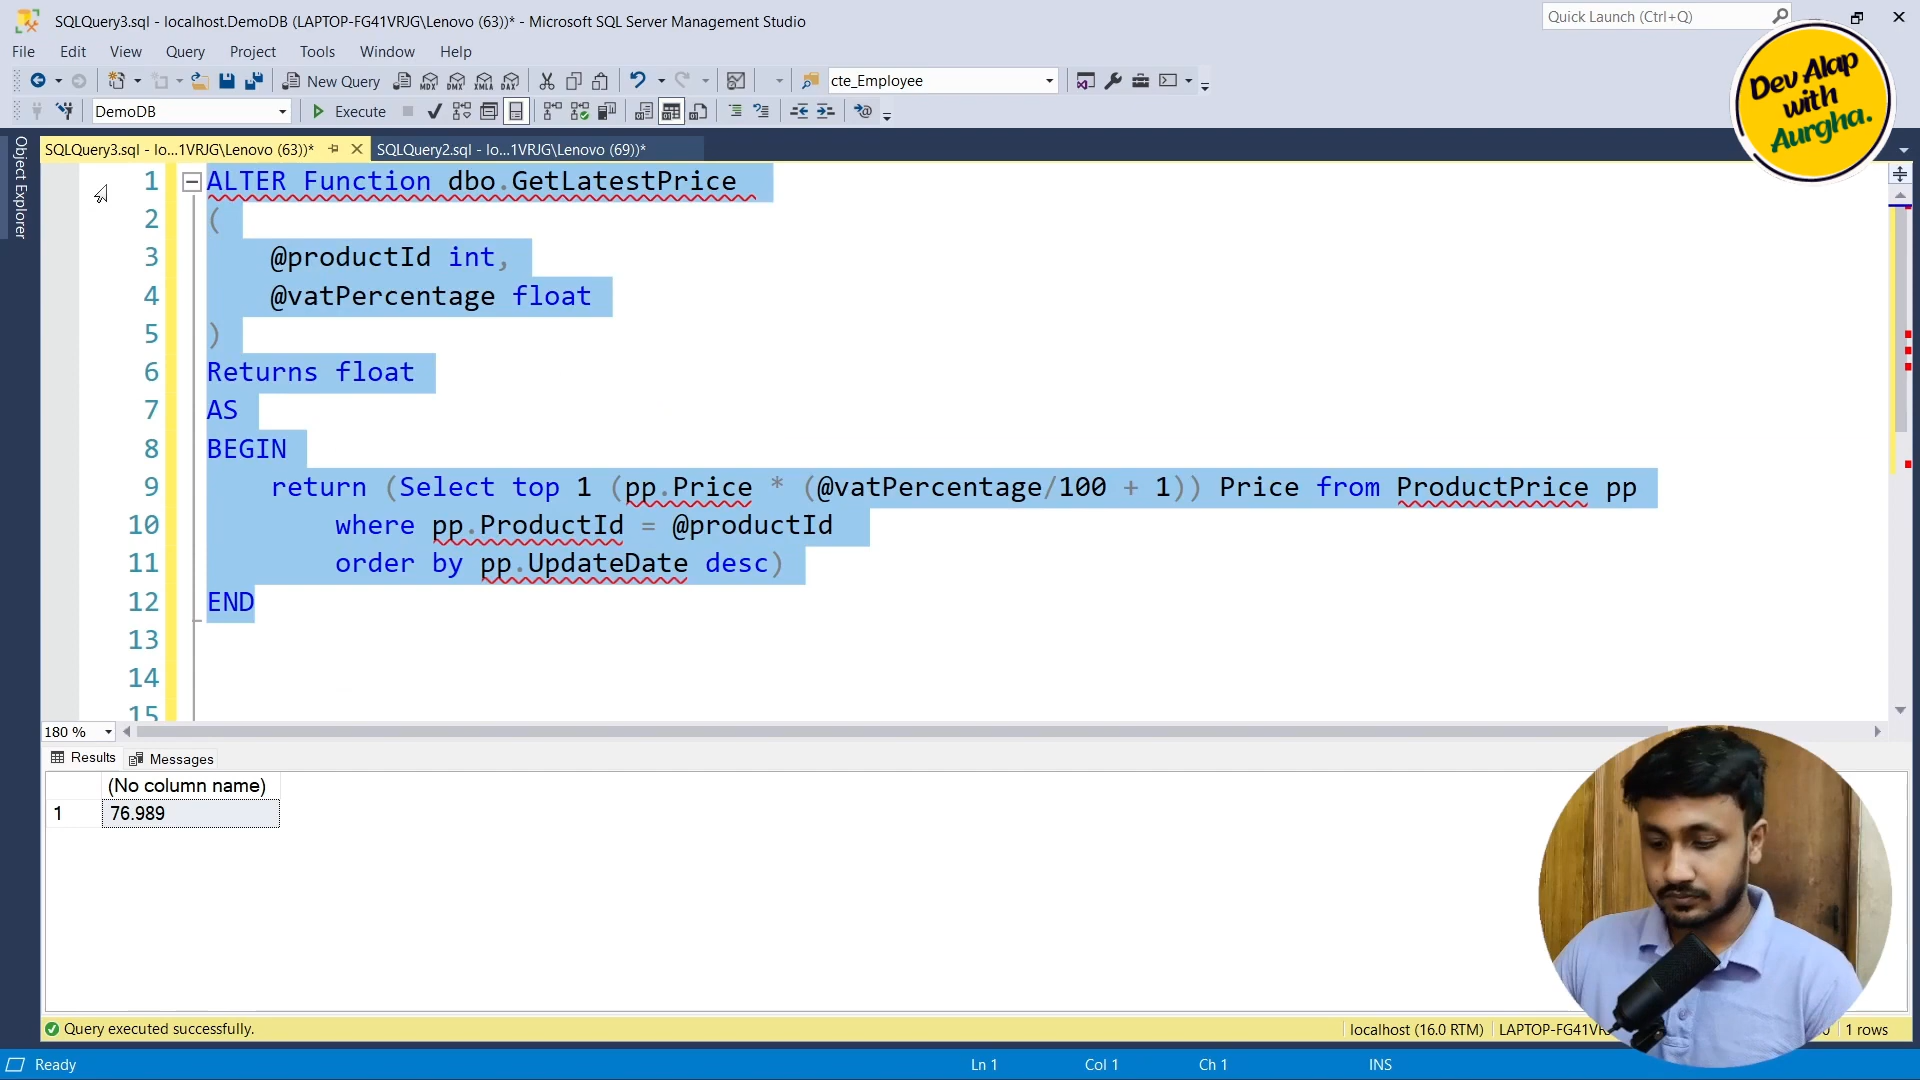 SQLQuery3.sql - localhost.DemoDB (LAPTOP-FG41VRJG\Lenovo (63))* - Microsoft SQL Server Management Studio
Quick Launch (Ctrl+Q)
File Edit View Query Project Tools Window Help
New Query
MDX DMX XMLA DAX
cte_Employee
DemoDB
Execute
Dev Alap
with
Aurgha.
Object Explorer
SQLQuery3.sql - lo...1VRJG\Lenovo (63))*
SQLQuery2.sql - lo...1VRJG\Lenovo (69))*
1 ALTER Function dbo.GetLatestPrice
2 (
3 @productId int,
4 @vatPercentage float
5 )
6 Returns float
7 AS
8 BEGIN
9 return (Select top 1 (pp.Price * (@vatPercentage/100 + 1)) Price from ProductPrice pp
10 where pp.ProductId = @productId
11 order by pp.UpdateDate desc)
12 END
13
14
15
180 %
Results Messages
(No column name)
1 76.989
Query executed successfully.
localhost (16.0 RTM)
1 rows
Ready
Ln 1
Col 1
Ch 1
INS